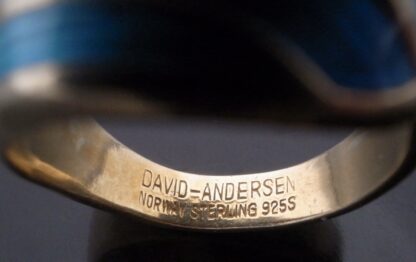 DAVID-ANDERSEN
NORWAY STERLING 925S